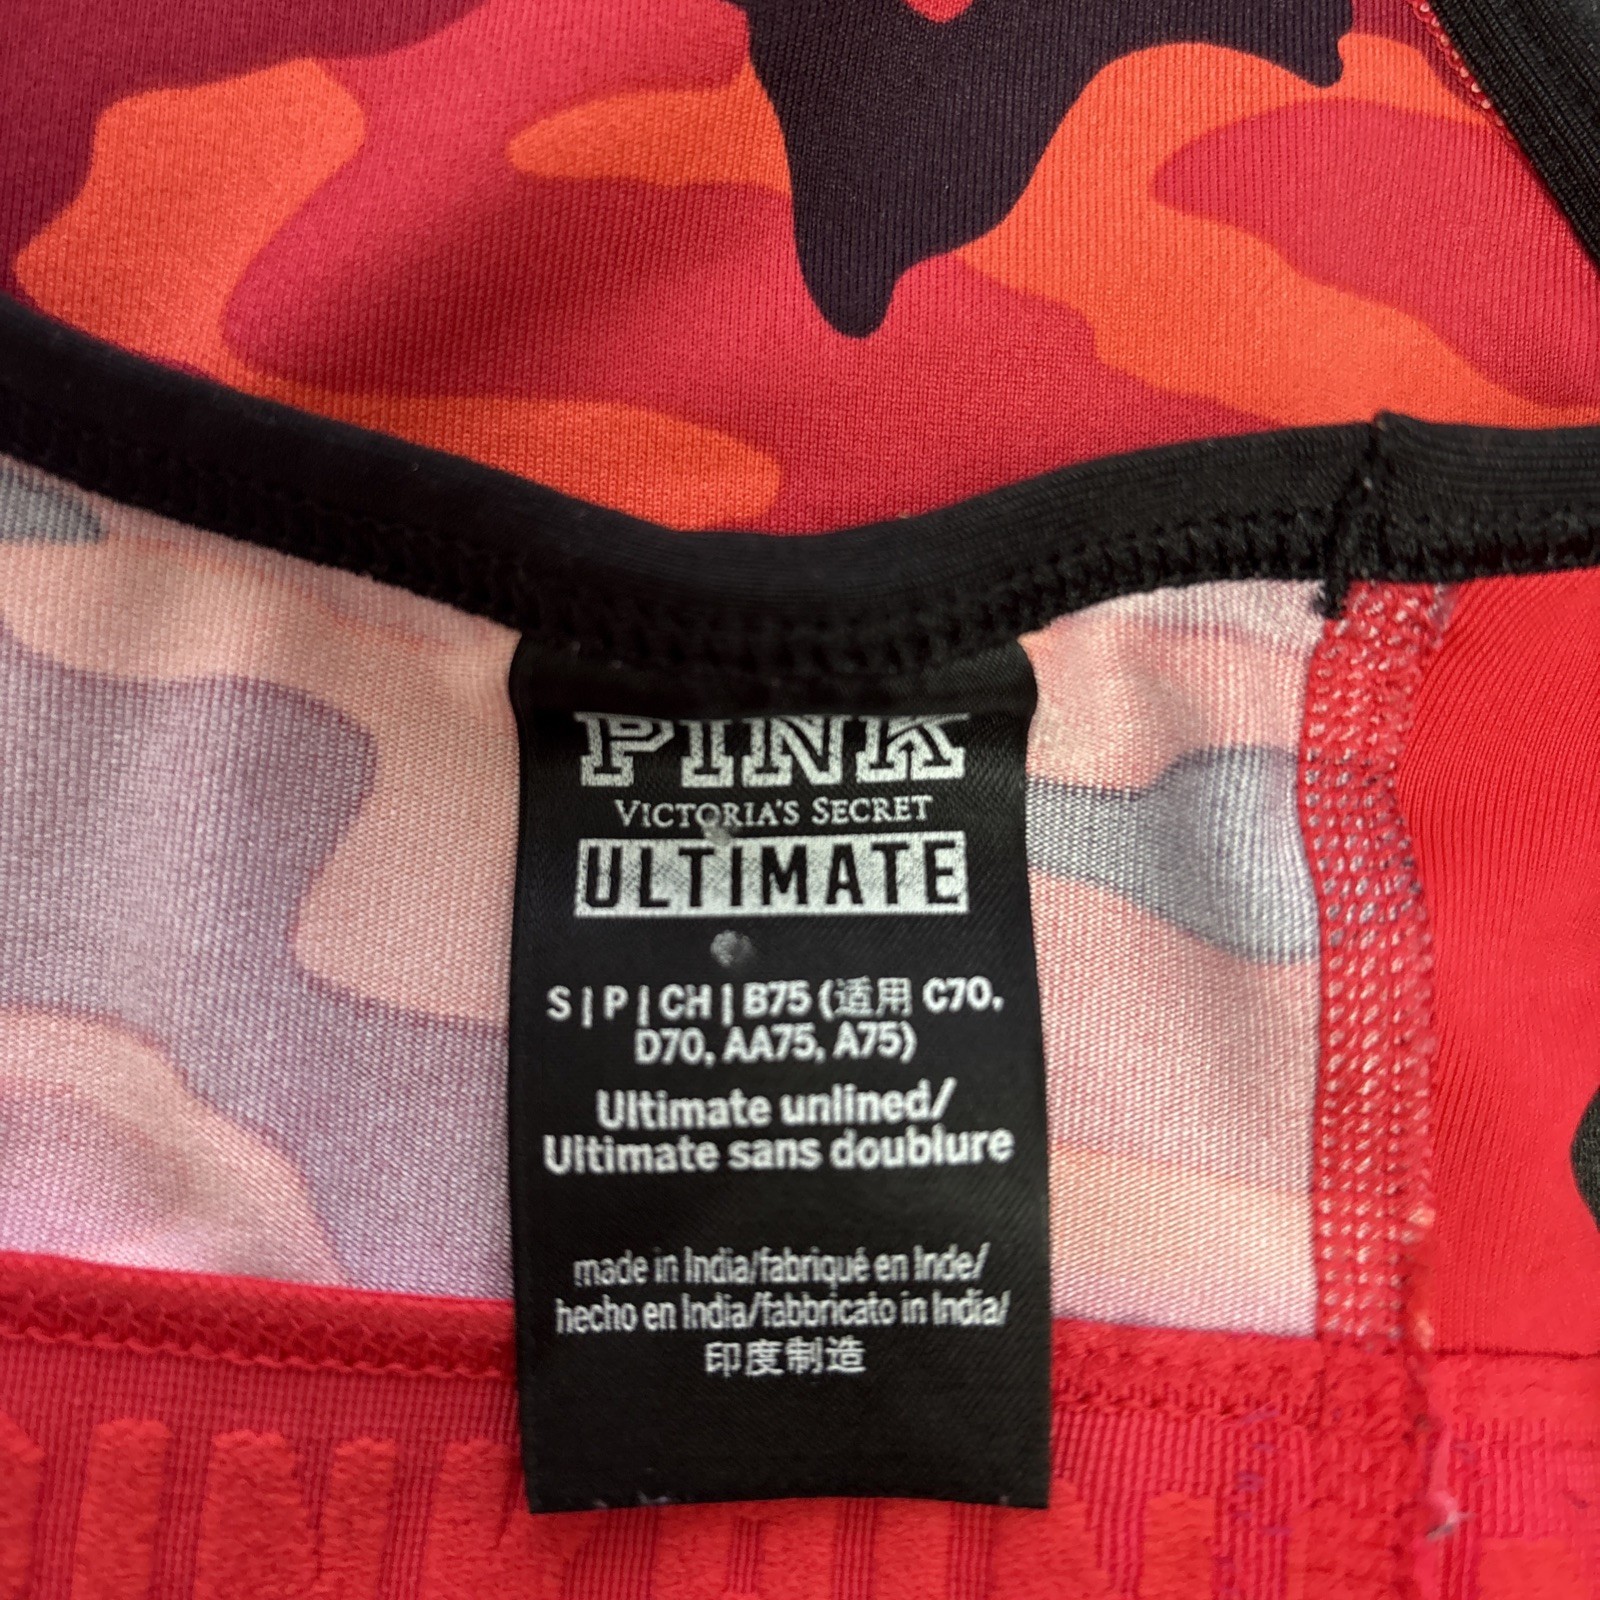 PINK
VICTORIA'S SECRET
ULTIMATE
S | P | CH | B75 (适用 C70,
D70, AA75, A75)
Ultimate unlined/
Ultimate sans doublure
made in India/fabriqué en Inde/
hecho en India/fabbricato in India/
印度制造
PINK